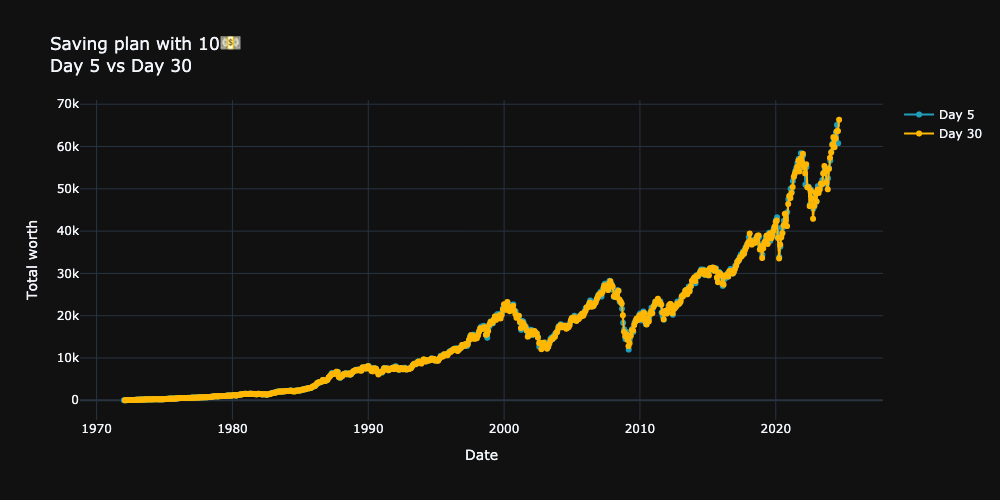 Saving plan with 10💵
Day 5 vs Day 30
70k
60k
50k
40k
30k
20k
10k
0
1970
1980
1990
2000
2010
2020
Date
Total worth
Day 5
Day 30